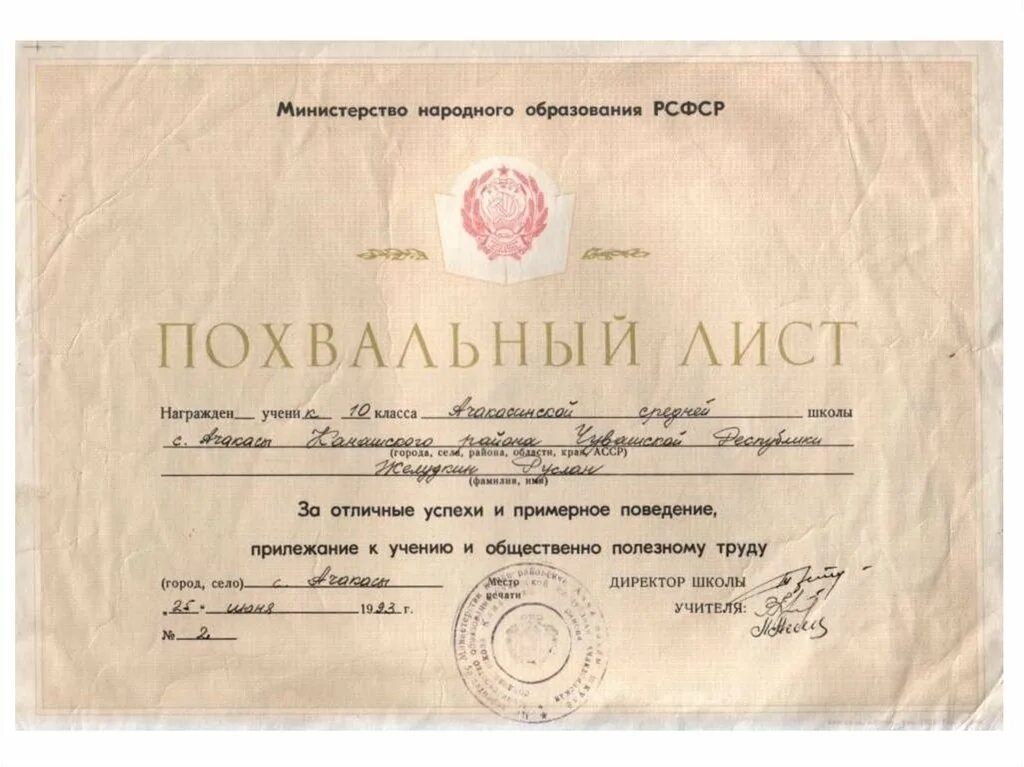 Министерство народного образования РСФСР
ПОХВАЛЬНЫЙ ЛИСТ
Награжден___ ученик 10 класса Ачакасинской средней школы
с. Ачакасы Канашского района Чувашской Республики
(города, села, района, области, края, АССР)
Желудкин Руслан
(фамилия, имя)
За отличные успехи и примерное поведение,
прилежание к учению и общественно полезному труду
(город, село) с. Ачакасы
Место печати
ДИРЕКТОР ШКОЛЫ
„25" июня 1993 г.
УЧИТЕЛЯ:
№ 2